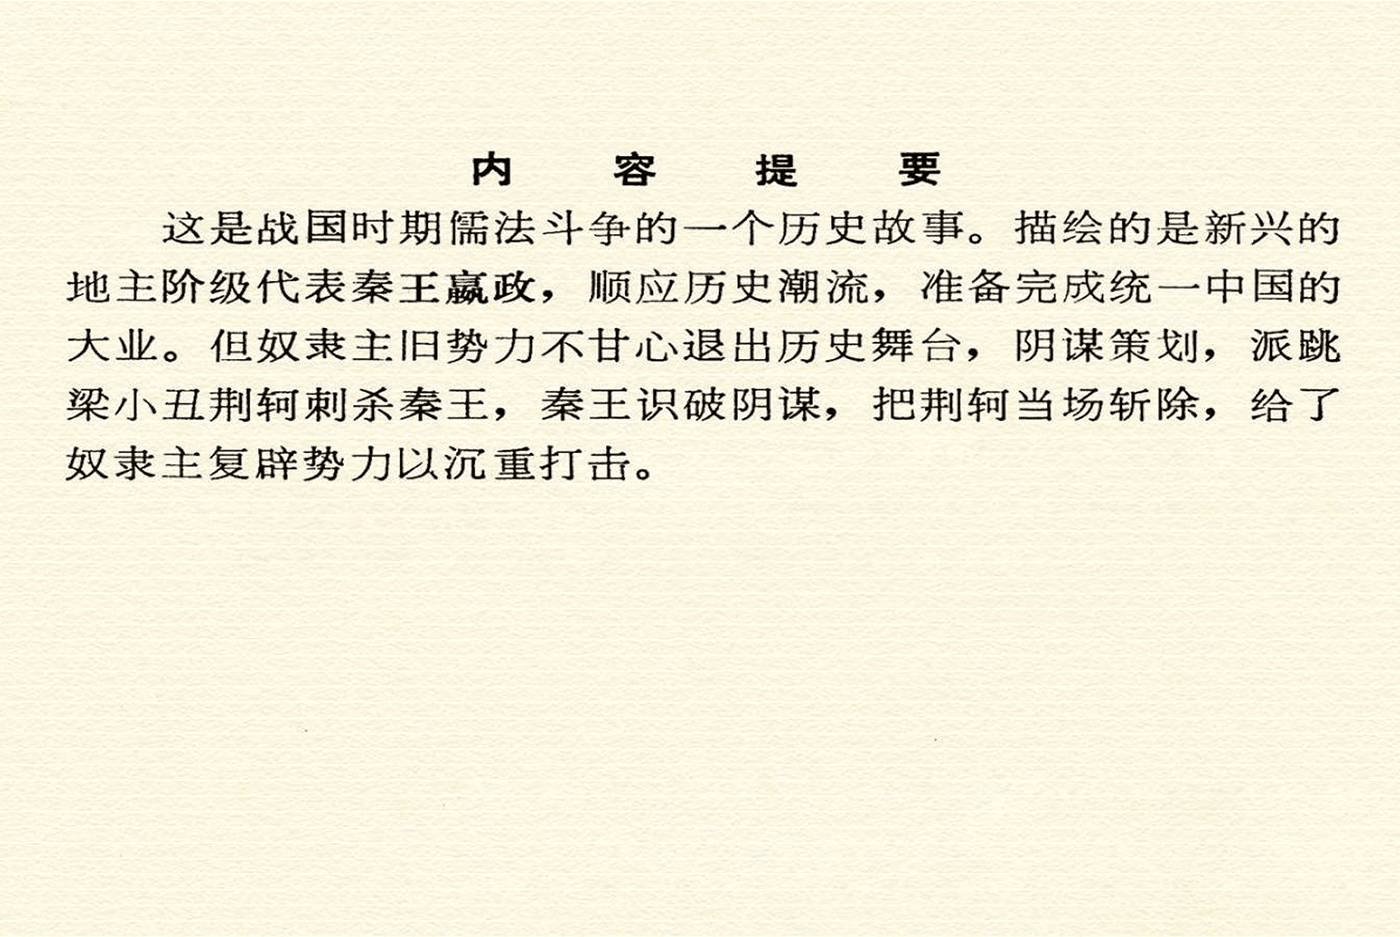 内容提要
这是战国时期儒法斗争的一个历史故事。描绘的是新兴的
地主阶级代表秦王嬴政，顺应历史潮流，准备完成统一中国的
大业。但奴隶主旧势力不甘心退出历史舞台，阴谋策划，派跳
梁小丑荆轲刺杀秦王，秦王识破阴谋，把荆轲当场斩除，给了
奴隶主复辟势力以沉重打击。